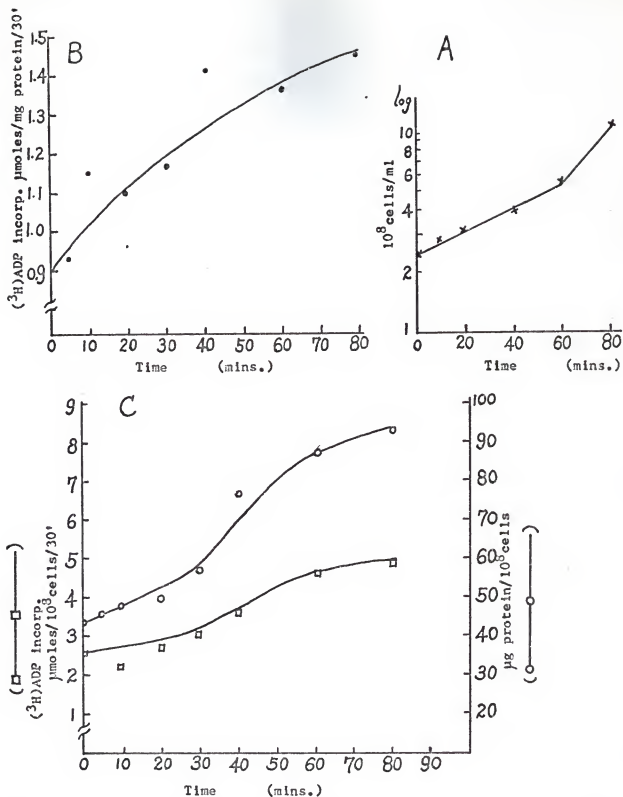 B
(³H)ADP incorp. µmoles/mg protein/30'
1.5
1.4
1.3
1.2
1.1
1.0
0.9
0
10 20 30 40 50 60 70 80
Time (mins.)
A
log
10⁸cells/ml
10
8
6
4
2
1
0 20 40 60 80
Time (mins.)
C
(³H)ADP incorp.
µmoles/10³cells/30'
9
8
7
6
5
4
3
2
1
0 10 20 30 40 50 60 70 80 90
Time (mins.)
100
90
80
70
60
50
40
30
20
µg protein/10⁸cells